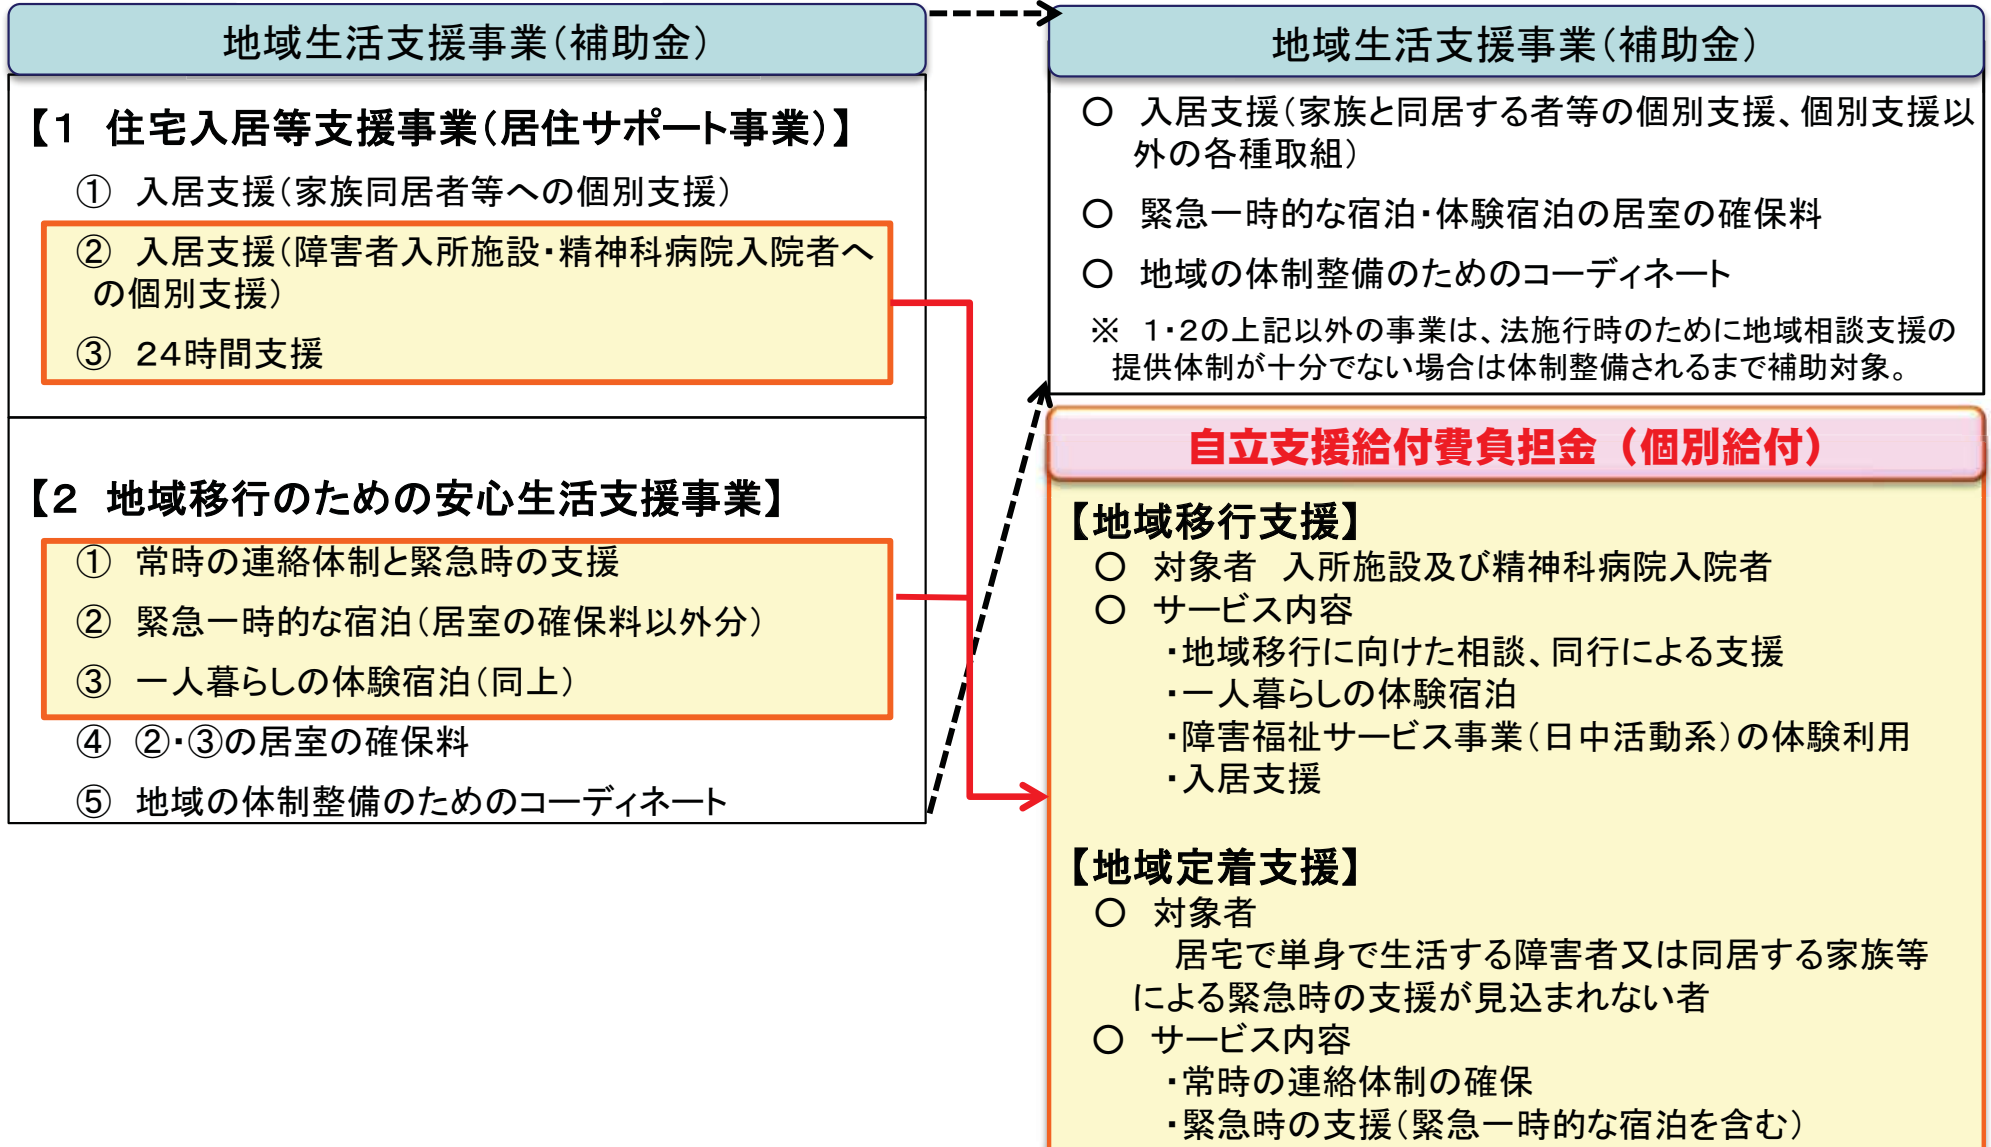 地域生活支援事業(補助金)
【1　住宅入居等支援事業(居住サポート事業)】
①　入居支援(家族同居者等への個別支援)
②　入居支援(障害者入所施設・精神科病院入院者へ
の個別支援)
③　24時間支援
【2　地域移行のための安心生活支援事業】
①　常時の連絡体制と緊急時の支援
②　緊急一時的な宿泊(居室の確保料以外分)
③　一人暮らしの体験宿泊(同上)
④　②・③の居室の確保料
⑤　地域の体制整備のためのコーディネート
地域生活支援事業(補助金)
○　入居支援(家族と同居する者等の個別支援、個別支援以
外の各種取組)
○　緊急一時的な宿泊・体験宿泊の居室の確保料
○　地域の体制整備のためのコーディネート
※　1・2の上記以外の事業は、法施行時のために地域相談支援の
提供体制が十分でない場合は体制整備されるまで補助対象。
自立支援給付費負担金（個別給付）
【地域移行支援】
○　対象者　入所施設及び精神科病院入院者
○　サービス内容
・地域移行に向けた相談、同行による支援
・一人暮らしの体験宿泊
・障害福祉サービス事業(日中活動系)の体験利用
・入居支援
【地域定着支援】
○　対象者
居宅で単身で生活する障害者又は同居する家族等
による緊急時の支援が見込まれない者
○　サービス内容
・常時の連絡体制の確保
・緊急時の支援(緊急一時的な宿泊を含む)